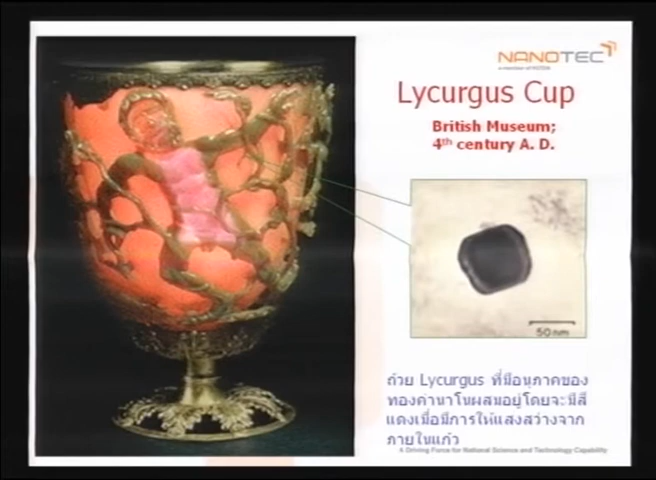 NANOTEC
a member of NSTDA
Lycurgus Cup
British Museum;
4th century A. D.
50 nm
ถ้วย Lycurgus ที่มีอนุภาคของ
ทองคำนาโนผสมอยู่โดยจะมีสี
แดงเมื่อมีการให้แสงสว่างจาก
ภายในแก้ว
A Driving Force for National Science and Technology Capability